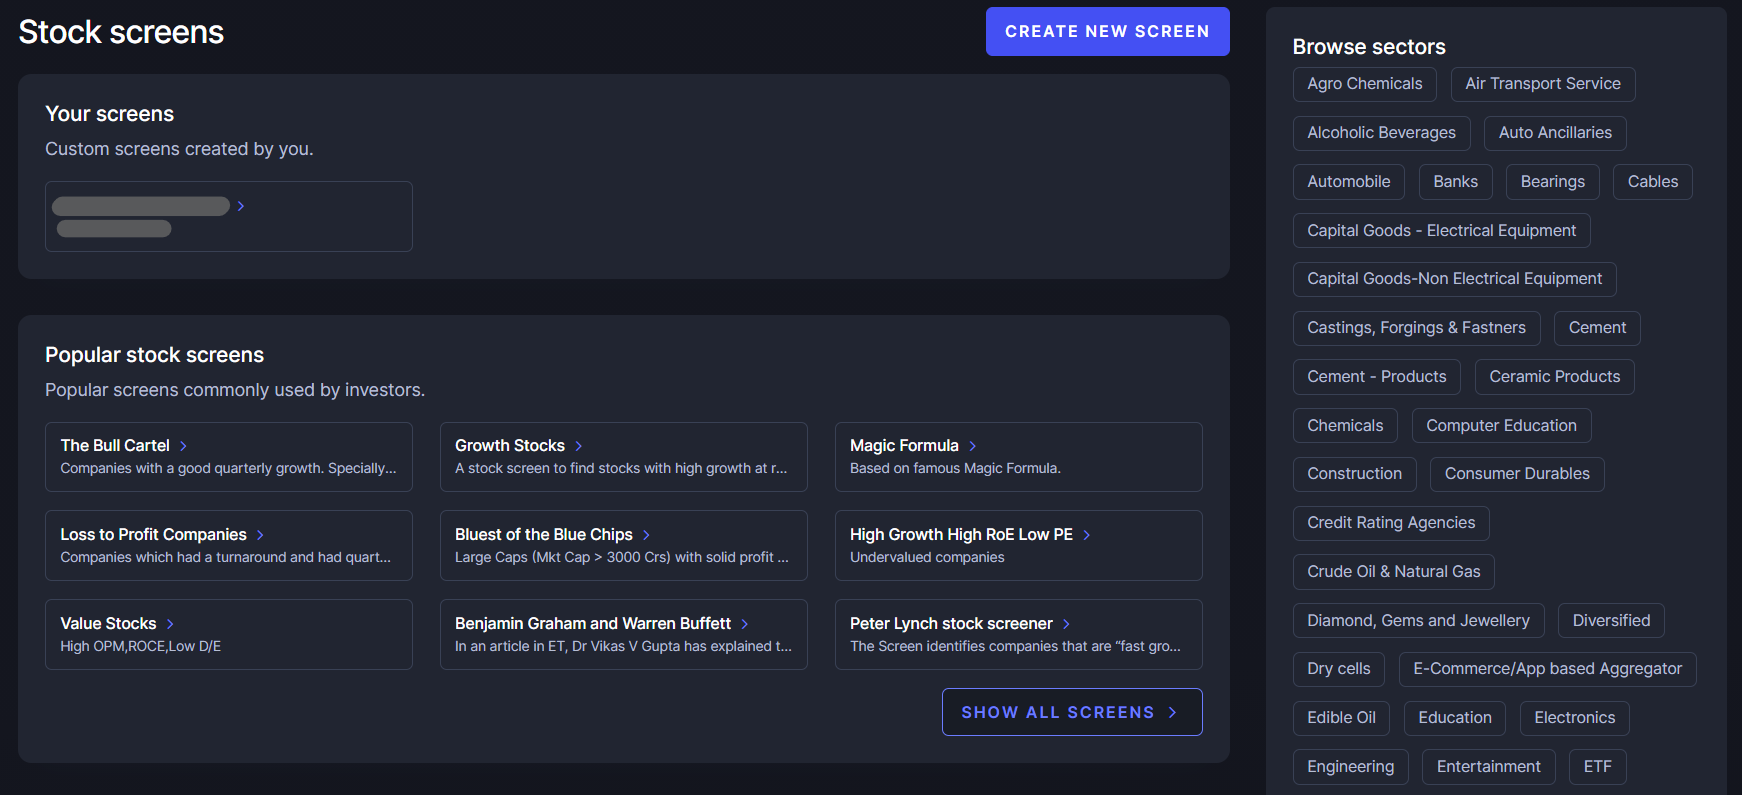 Stock screens
CREATE NEW SCREEN
Your screens
Custom screens created by you.
Popular stock screens
Popular screens commonly used by investors.
The Bull Cartel
Companies with a good quarterly growth. Specially...
Growth Stocks
A stock screen to find stocks with high growth at r...
Magic Formula
Based on famous Magic Formula.
Loss to Profit Companies
Companies which had a turnaround and had quart...
Bluest of the Blue Chips
Large Caps (Mkt Cap > 3000 Crs) with solid profit ...
High Growth High RoE Low PE
Undervalued companies
Value Stocks
High OPM,ROCE,Low D/E
Benjamin Graham and Warren Buffett
In an article in ET, Dr Vikas V Gupta has explained t...
Peter Lynch stock screener
The Screen identifies companies that are “fast gro...
SHOW ALL SCREENS
Browse sectors
Agro Chemicals
Air Transport Service
Alcoholic Beverages
Auto Ancillaries
Automobile
Banks
Bearings
Cables
Capital Goods - Electrical Equipment
Capital Goods-Non Electrical Equipment
Castings, Forgings & Fastners
Cement
Cement - Products
Ceramic Products
Chemicals
Computer Education
Construction
Consumer Durables
Credit Rating Agencies
Crude Oil & Natural Gas
Diamond, Gems and Jewellery
Diversified
Dry cells
E-Commerce/App based Aggregator
Edible Oil
Education
Electronics
Engineering
Entertainment
ETF